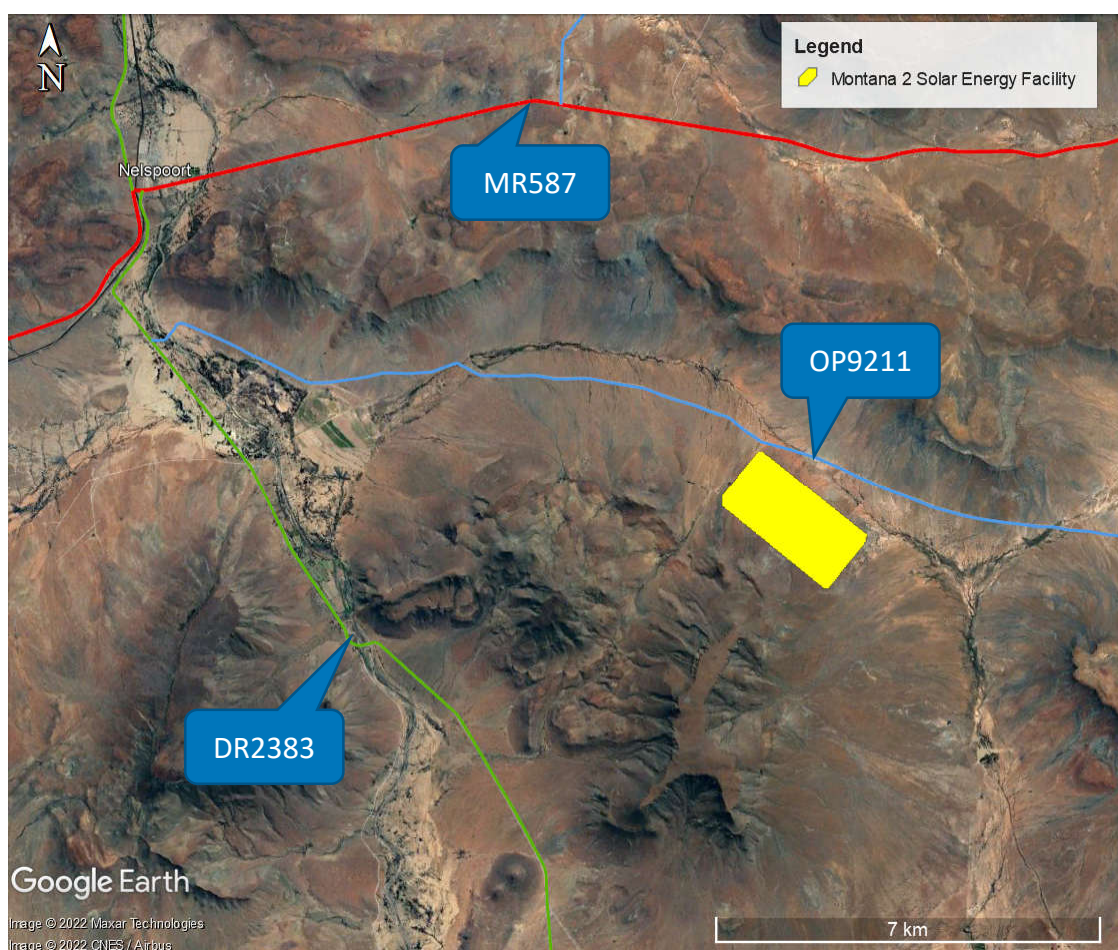 N
Legend
Montana 2 Solar Energy Facility
Nelspoort
MR587
OP9211
DR2383
Google Earth
Image © 2022 Maxar Technologies
Image © 2022 CNES / Airbus
7 km